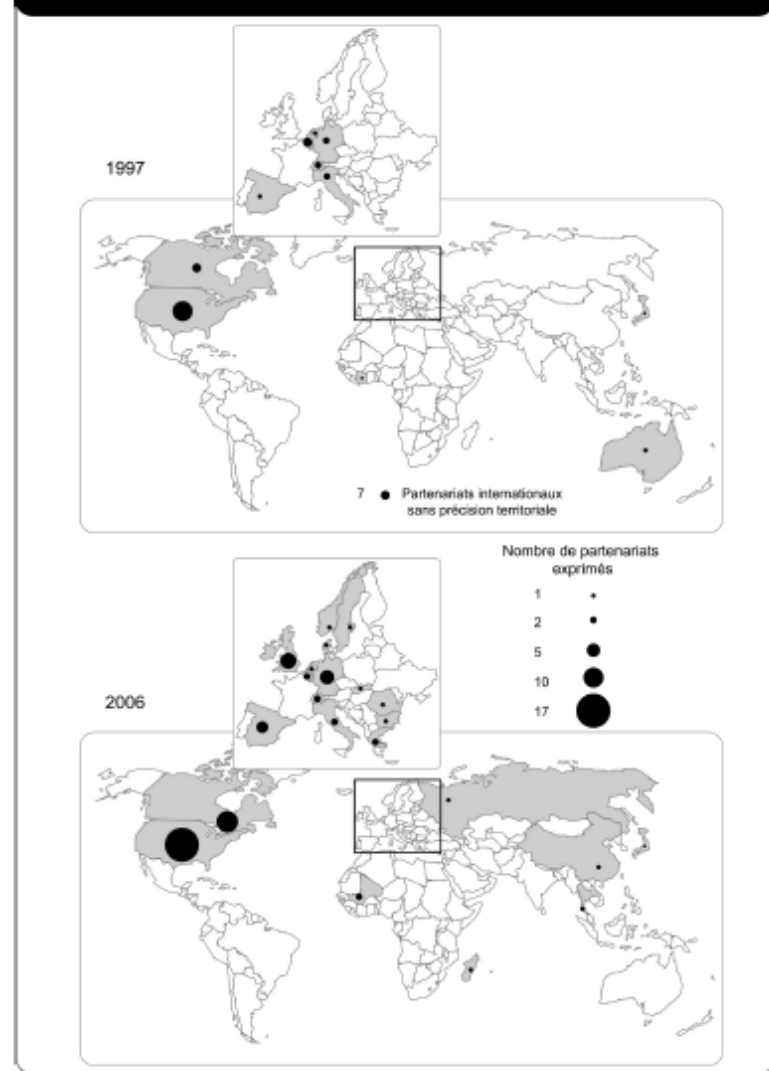 1997
7 Partenariats internationaux
sans précision territoriale
Nombre de partenariats
exprimés
1
2
5
10
17
2006